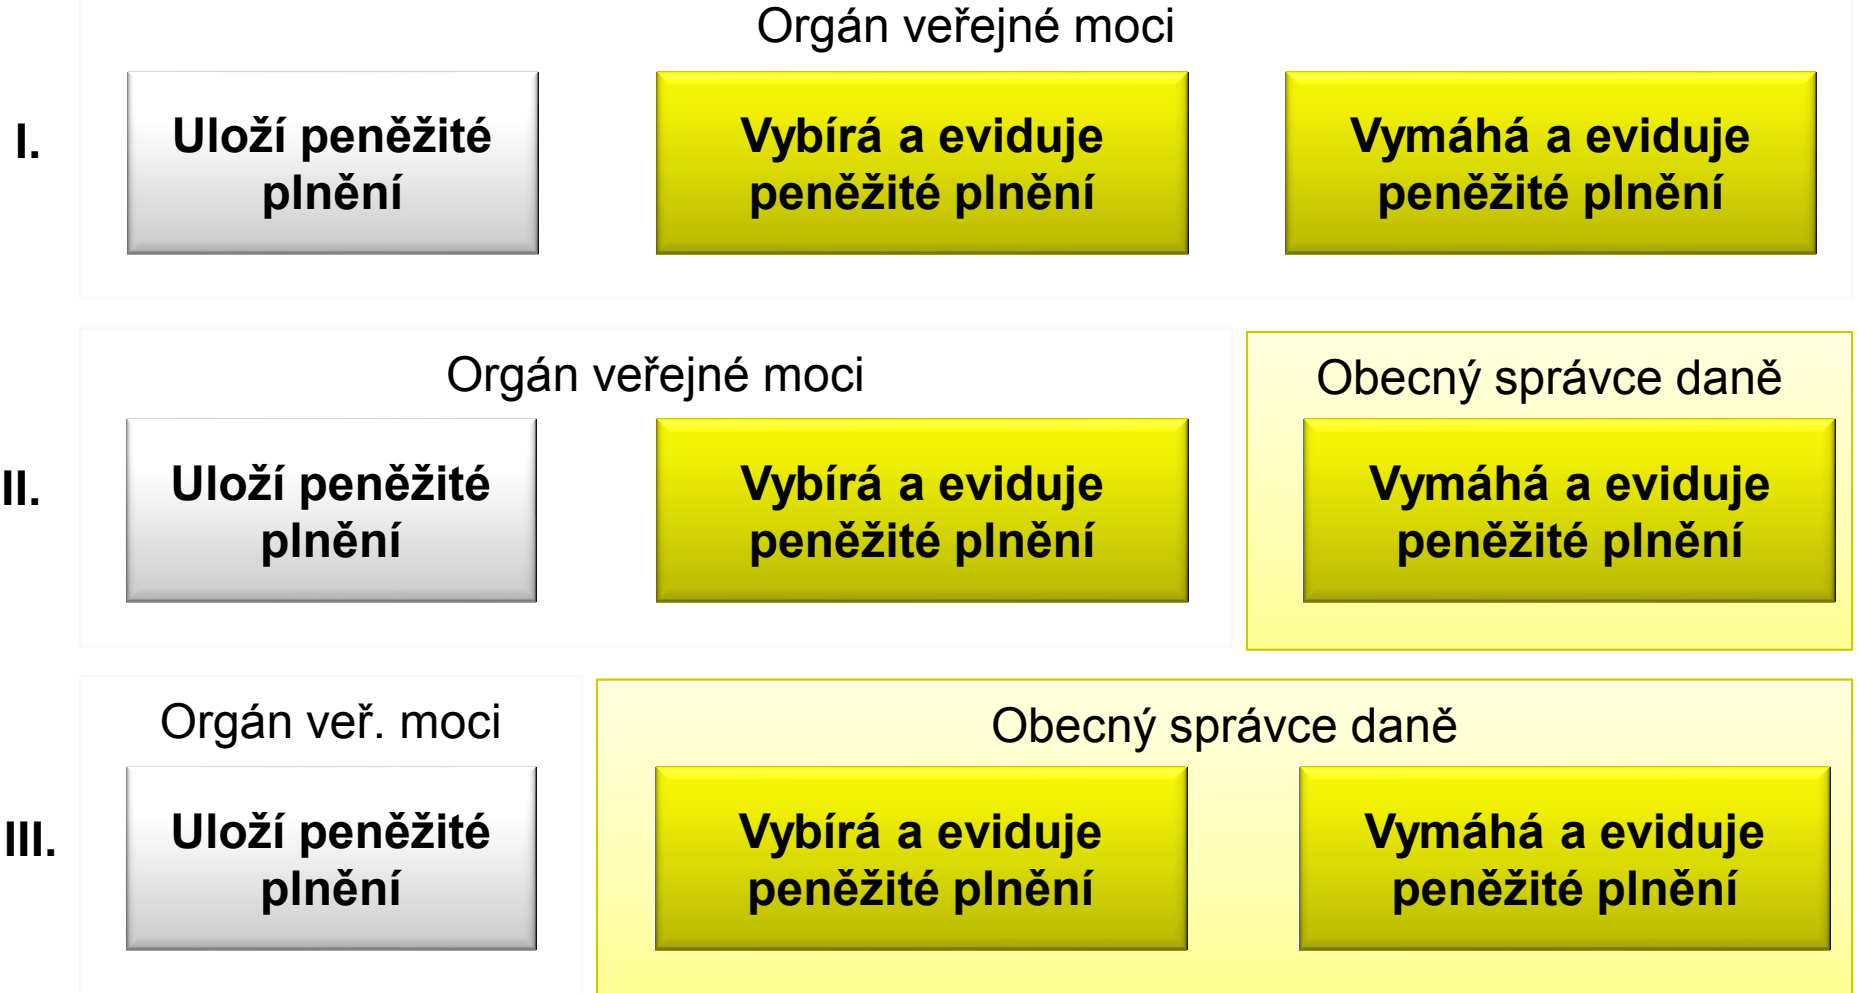 Orgán veřejné moci
I.
Uloží peněžité
plnění
Vybírá a eviduje
peněžité plnění
Vymáhá a eviduje
peněžité plnění
Orgán veřejné moci
Obecný správce daně
II.
Uloží peněžité
plnění
Vybírá a eviduje
peněžité plnění
Vymáhá a eviduje
peněžité plnění
Orgán veř. moci
Obecný správce daně
III.
Uloží peněžité
plnění
Vybírá a eviduje
peněžité plnění
Vymáhá a eviduje
peněžité plnění